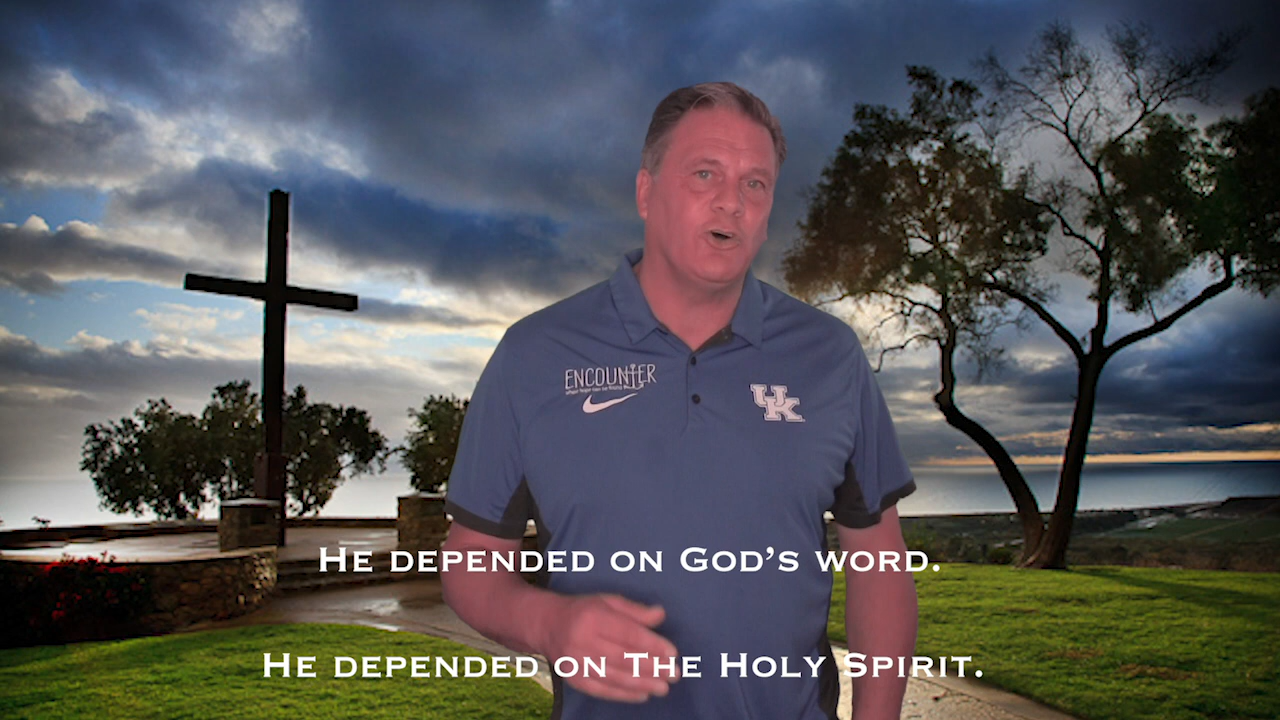 ENCOUNTER
UK
He depended on God's word.
He depended on The Holy Spirit.